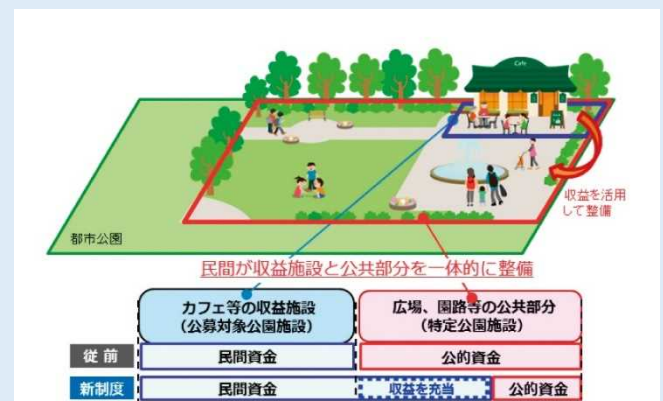 Cafe
収益を活用
して整備
都市公園
民間が収益施設と公共部分を一体的に整備
カフェ等の収益施設
(公募対象公園施設)
広場、園路等の公共部分
(特定公園施設)
従前
民間資金
公的資金
新制度
民間資金
収益を充当
公的資金